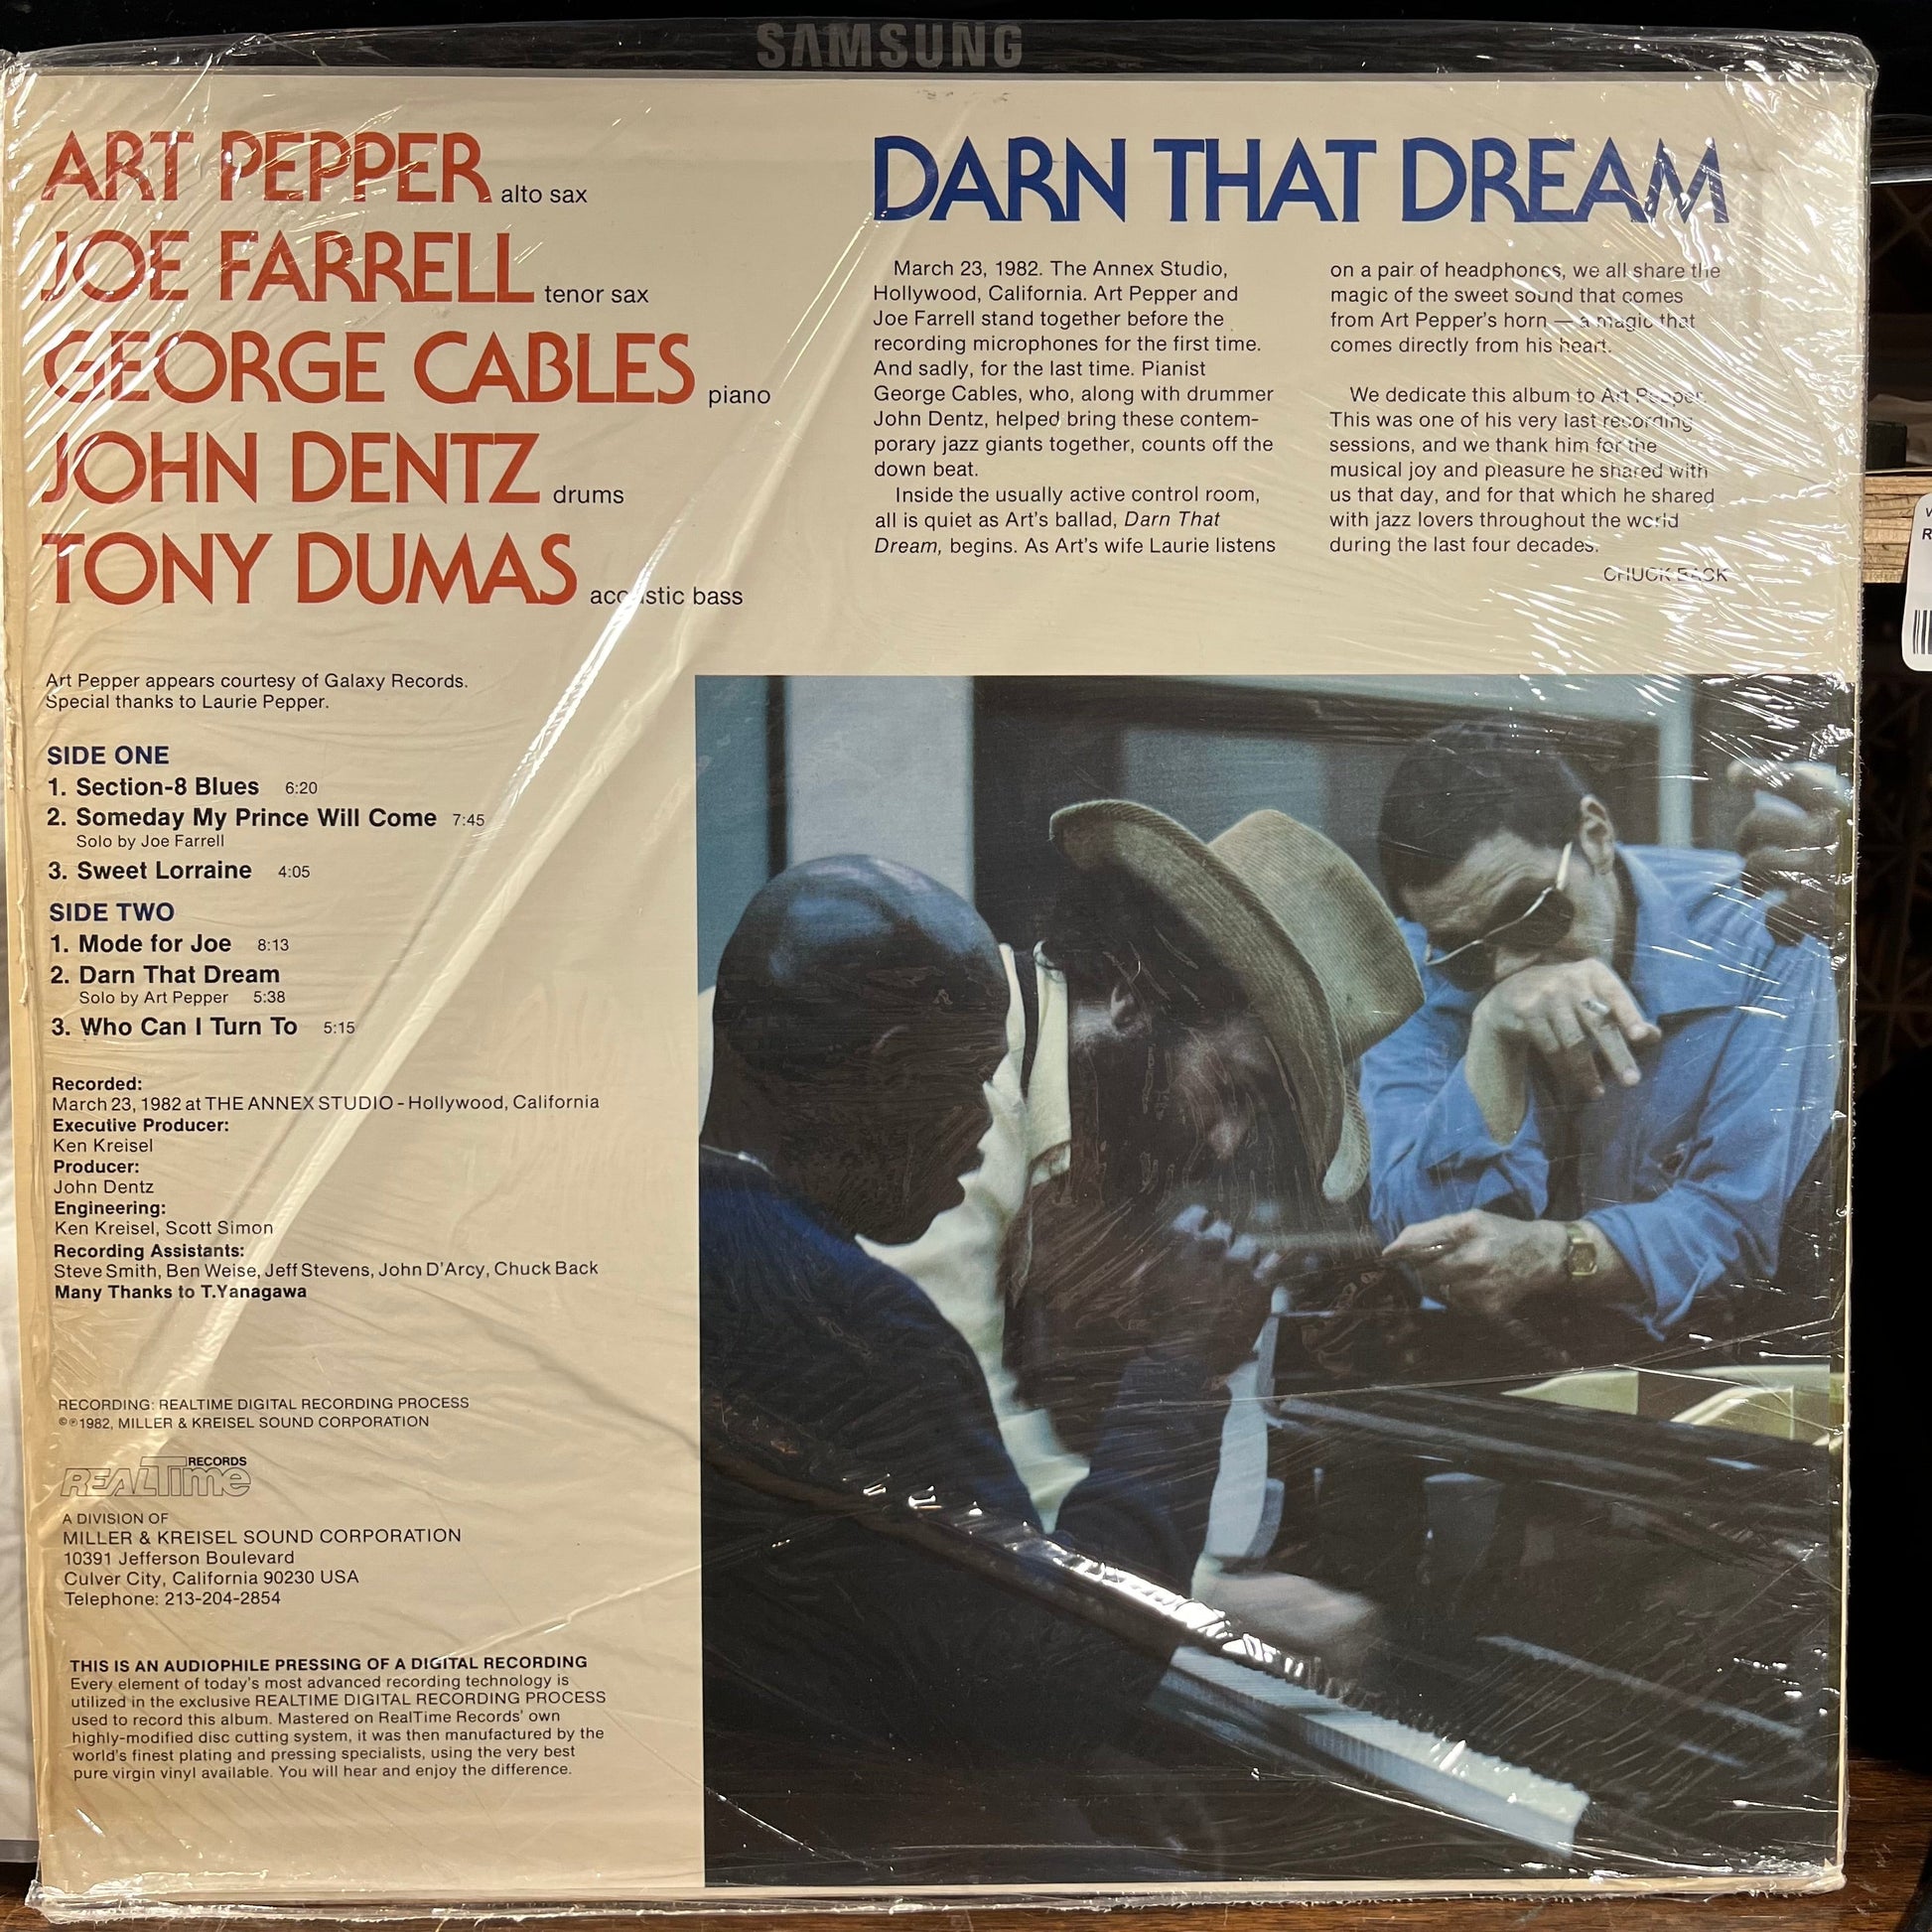 SAMSUNG
ART PEPPER alto sax
JOE FARRELL tenor sax
GEORGE CABLES piano
JOHN DENTZ drums
TONY DUMAS acoustic bass
DARN THAT DREAM
March 23, 1982. The Annex Studio,
Hollywood, California. Art Pepper and
Joe Farrell stand together before the
recording microphones for the first time.
And sadly, for the last time. Pianist
George Cables, who, along with drummer
John Dentz, helped bring these contem-
porary jazz giants together, counts off the
down beat.
Inside the usually active control room,
all is quiet as Art's ballad, Darn That
Dream, begins. As Art's wife Laurie listens
on a pair of headphones, we all share the
magic of the sweet sound that comes
from Art Pepper's horn — a magic that
comes directly from his heart.
We dedicate this album to Art Pepper.
This was one of his very last recording
sessions, and we thank him for the
musical joy and pleasure he shared with
us that day, and for that which he shared
with jazz lovers throughout the world
during the last four decades.
CHUCK BACK
Art Pepper appears courtesy of Galaxy Records.
Special thanks to Laurie Pepper.
SIDE ONE
1. Section-8 Blues 6:20
2. Someday My Prince Will Come 7:45
Solo by Joe Farrell
3. Sweet Lorraine 4:05
SIDE TWO
1. Mode for Joe 8:13
2. Darn That Dream
Solo by Art Pepper 5:38
3. Who Can I Turn To 5:15
Recorded:
March 23, 1982 at THE ANNEX STUDIO - Hollywood, California
Executive Producer:
Ken Kreisel
Producer:
John Dentz
Engineering:
Ken Kreisel, Scott Simon
Recording Assistants:
Steve Smith, Ben Weise, Jeff Stevens, John D'Arcy, Chuck Back
Many Thanks to T.Yanagawa
RECORDING: REALTIME DIGITAL RECORDING PROCESS
©℗1982, MILLER & KREISEL SOUND CORPORATION
REALTime RECORDS
A DIVISION OF
MILLER & KREISEL SOUND CORPORATION
10391 Jefferson Boulevard
Culver City, California 90230 USA
Telephone: 213-204-2854
THIS IS AN AUDIOPHILE PRESSING OF A DIGITAL RECORDING
Every element of today's most advanced recording technology is
utilized in the exclusive REALTIME DIGITAL RECORDING PROCESS
used to record this album. Mastered on RealTime Records' own
highly-modified disc cutting system, it was then manufactured by the
world's finest plating and pressing specialists, using the very best
pure virgin vinyl available. You will hear and enjoy the difference.